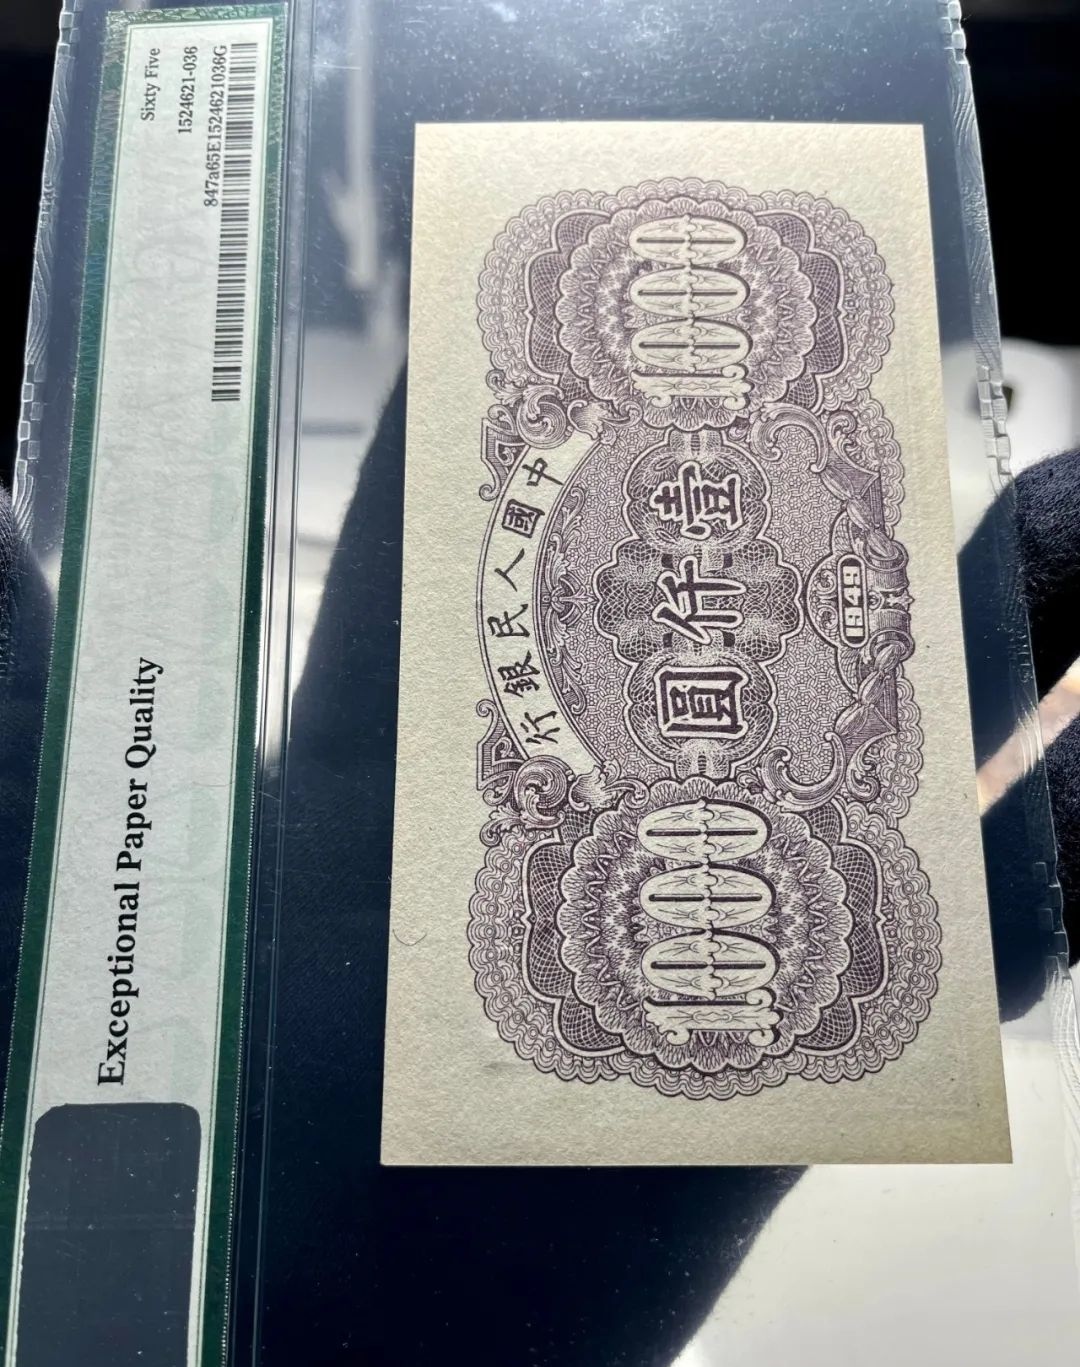 Sixty Five
1524621-036
847a65E1524621036G
Exceptional Paper Quality
中國人民銀行
1000
壹仟圓
1000
1949